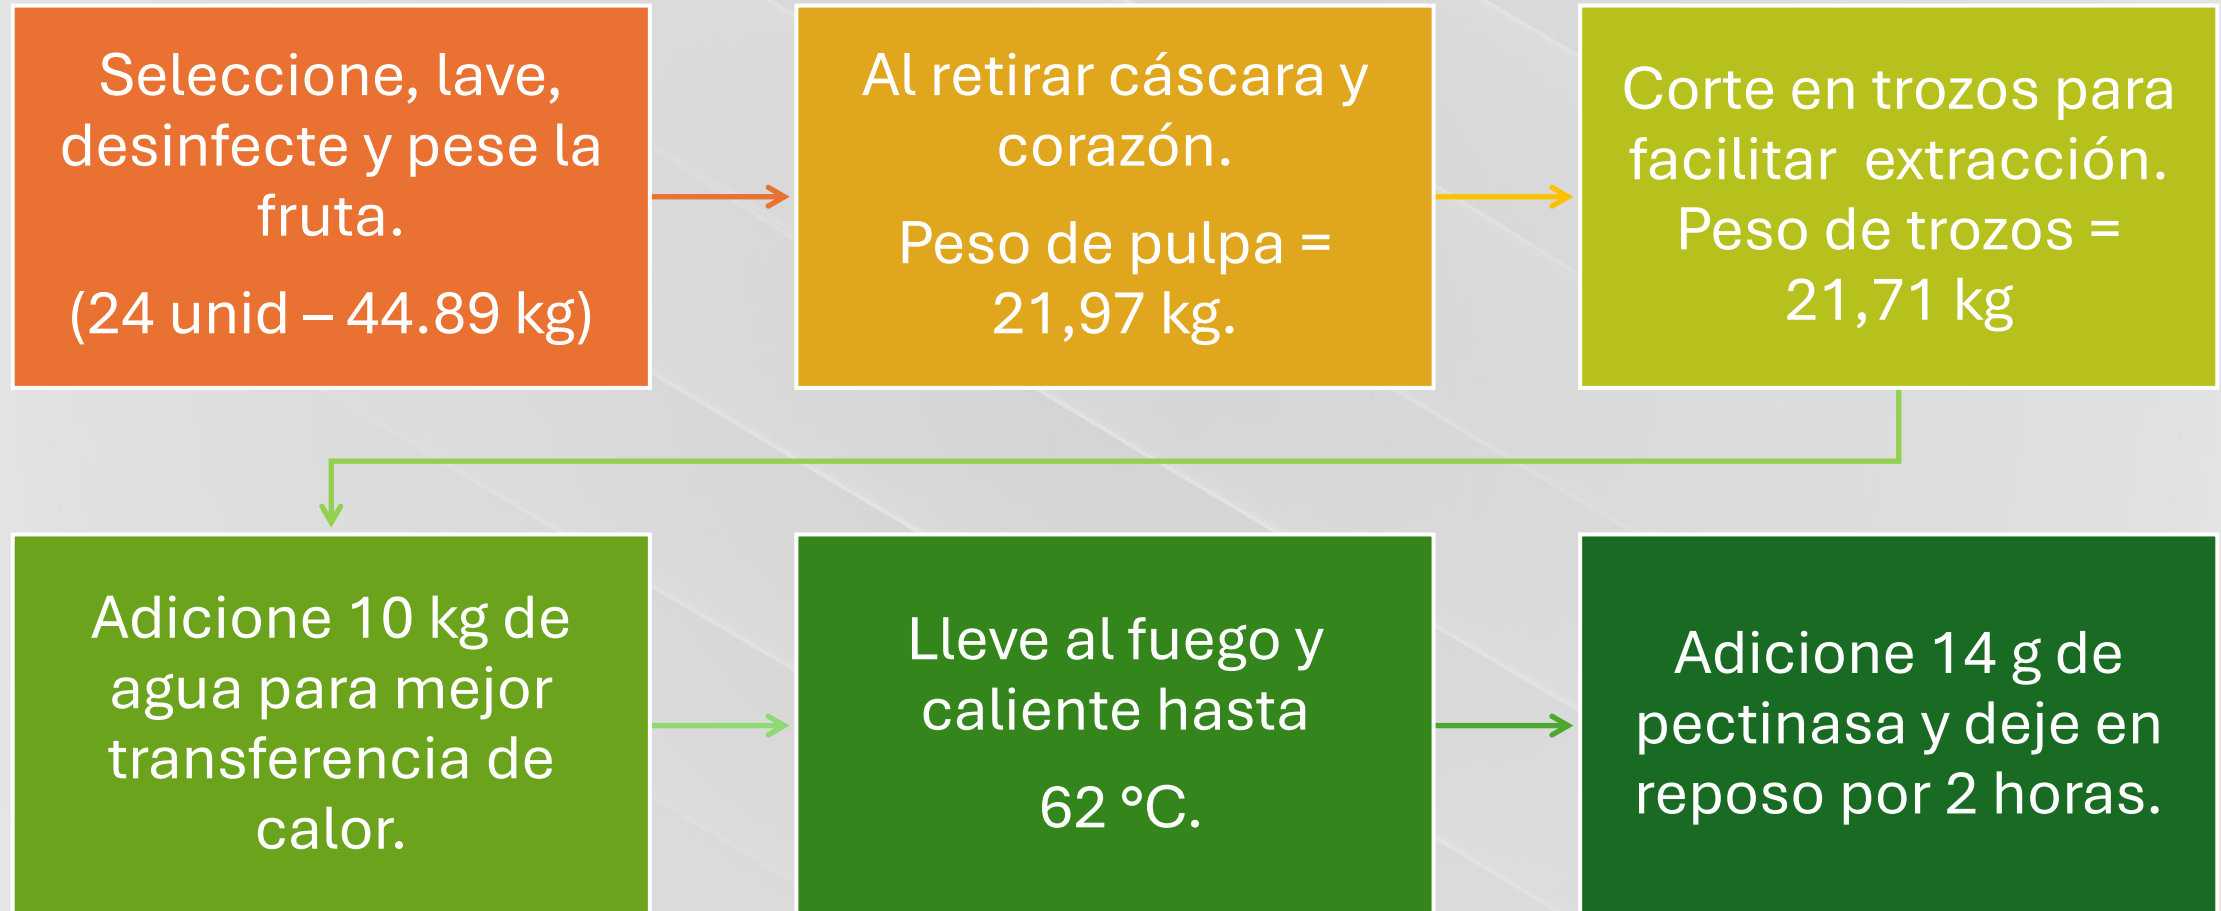 Seleccione, lave,
desinfecte y pese la
fruta.
(24 unid – 44.89 kg)
Al retirar cáscara y
corazón.
Peso de pulpa =
21,97 kg.
Corte en trozos para
facilitar  extracción.
Peso de trozos =
21,71 kg
Adicione 10 kg de
agua para mejor
transferencia de
calor.
Lleve al fuego y
caliente hasta
62 °C.
Adicione 14 g de
pectinasa y deje en
reposo por 2 horas.